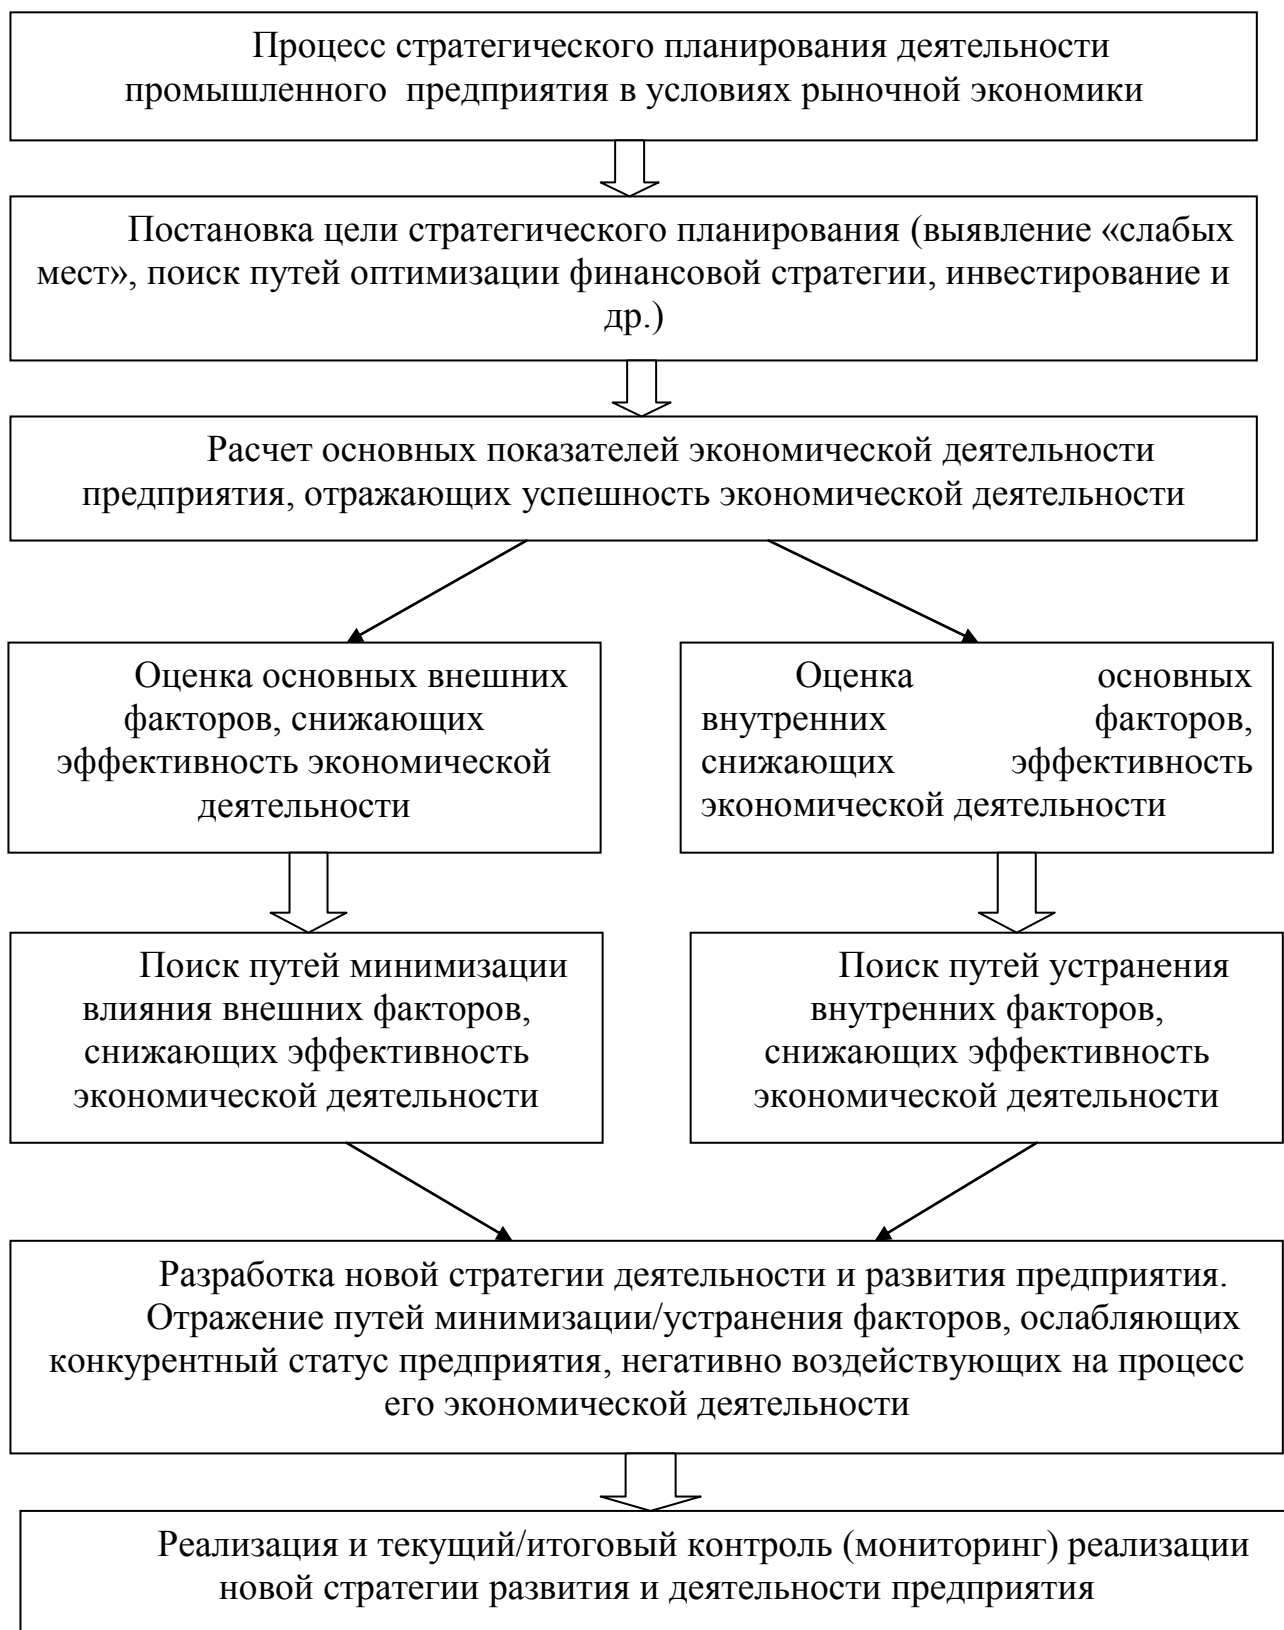 Процесс стратегического планирования деятельности
промышленного предприятия в условиях рыночной экономики
Постановка цели стратегического планирования (выявление «слабых
мест», поиск путей оптимизации финансовой стратегии, инвестирование и
др.)
Расчет основных показателей экономической деятельности
предприятия, отражающих успешность экономической деятельности
Оценка основных внешних
факторов, снижающих
эффективность экономической
деятельности
Оценка основных
внутренних факторов,
снижающих эффективность
экономической деятельности
Поиск путей минимизации
влияния внешних факторов,
снижающих эффективность
экономической деятельности
Поиск путей устранения
внутренних факторов,
снижающих эффективность
экономической деятельности
Разработка новой стратегии деятельности и развития предприятия.
Отражение путей минимизации/устранения факторов, ослабляющих
конкурентный статус предприятия, негативно воздействующих на процесс
его экономической деятельности
Реализация и текущий/итоговый контроль (мониторинг) реализации
новой стратегии развития и деятельности предприятия